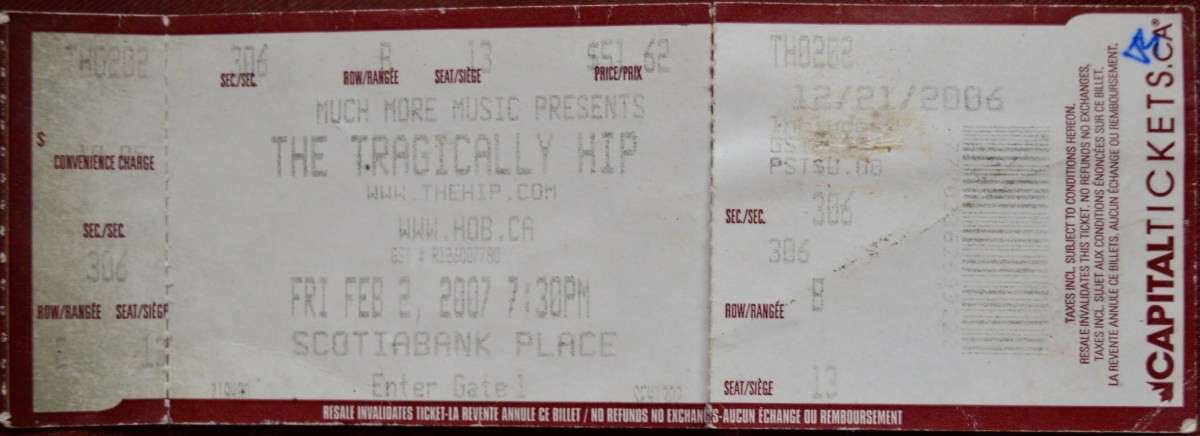 TH0202
$
CONVENIENCE CHARGE
SEC./SEC.
306
ROW/RANGÉE SEAT/SIÈGE
306 B 13 $51.62
SEC/SEC. ROW/RANGÉE SEAT/SIÈGE PRICE/PRIX
MUCH MORE MUSIC PRESENTS
THE TRAGICALLY HIP
WWW.THEHIP.COM
WWW.HOB.CA
GST #
FRI FEB 2, 2007 7:30PM
SCOTIABANK PLACE
Enter Gate 1
RESALE INVALIDATES TICKET-LA REVENTE ANNULE CE BILLET / NO REFUNDS NO EXCHANGES-AUCUN ÉCHANGE OU REMBOURSEMENT
TH0202
12/21/2006
PST$0.00
SEC./SEC.
306
306
ROW/RANGÉE
B
SEAT/SIÈGE
13
TAXES INCL. SUBJECT TO CONDITIONS HEREON.
RESALE INVALIDATES THIS TICKET. NO REFUNDS NO EXCHANGES,
TAXES INCL. SUJET AUX CONDITIONS ÉNONCÉES SUR CE BILLET.
LA REVENTE ANNULE CE BILLETS. AUCUN ÉCHANGE OU REMBOURSEMENT.
CAPITALTICKETS.CA®